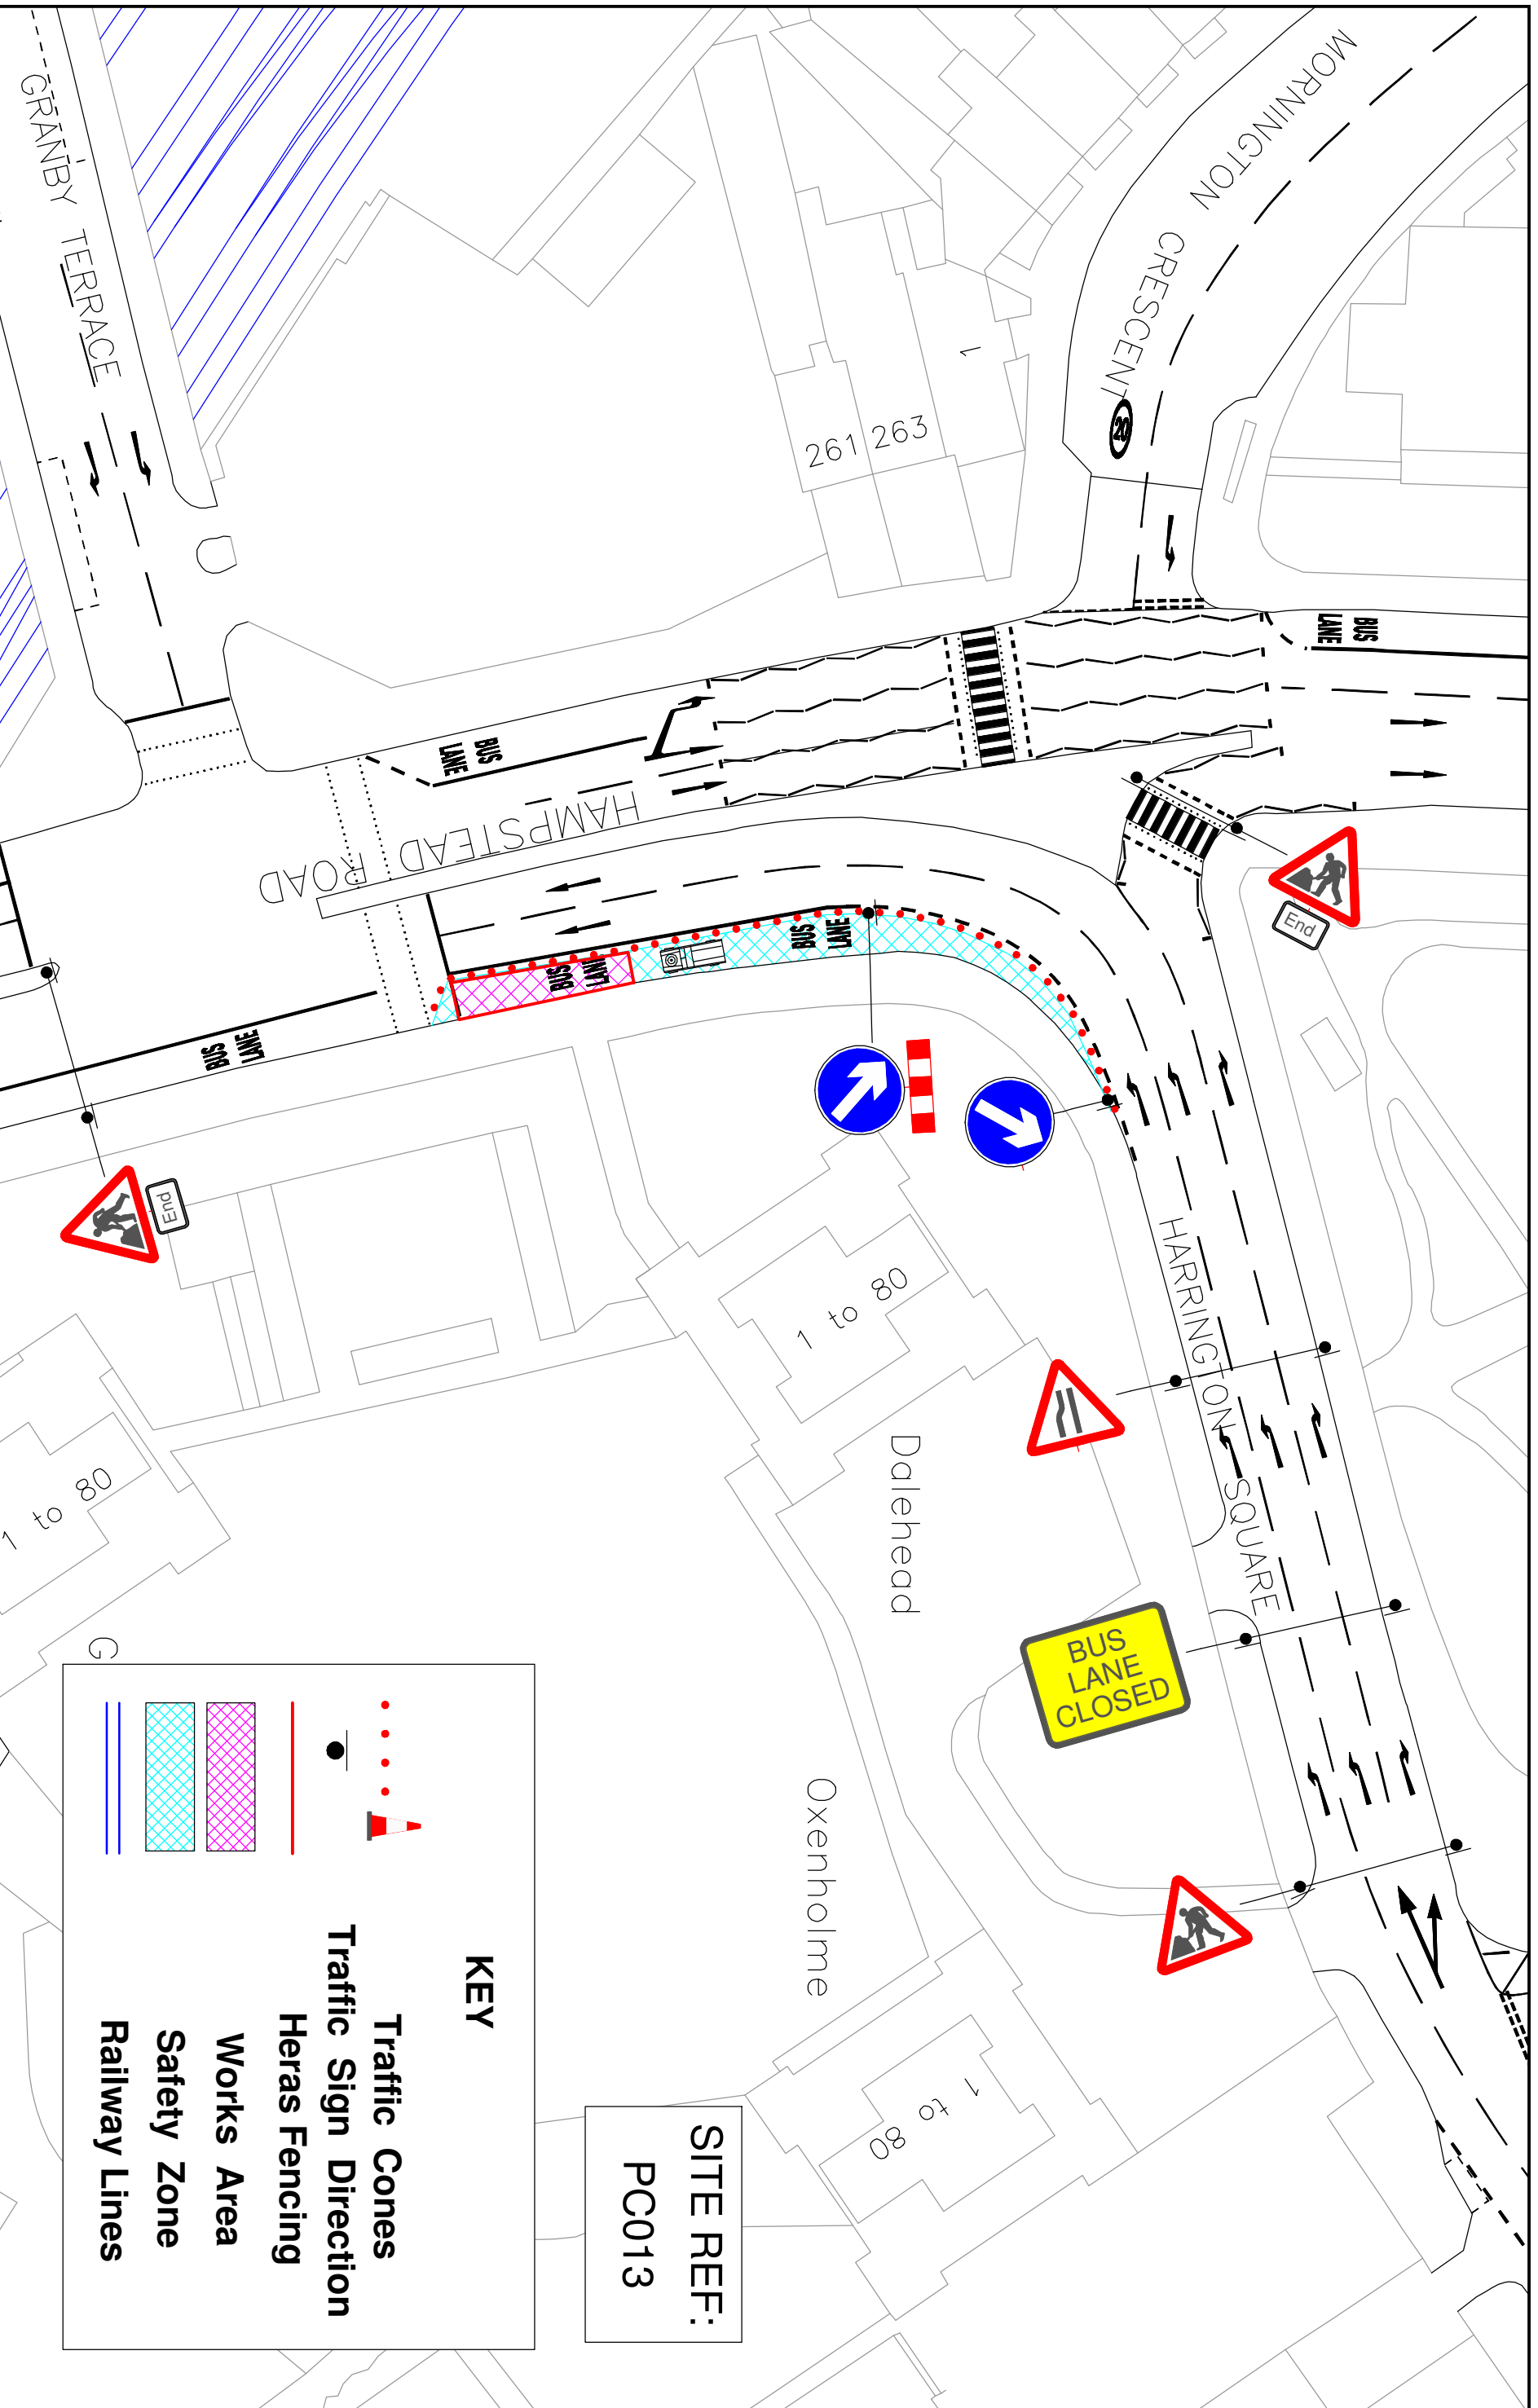 MORNINGTON CRESCENT
20
GRANBY TERRACE
1
261 263
BUS
LANE
BUS
LANE
HAMPSTEAD ROAD
LANE
BUS
LANE
BUS
LANE
BUS
End
End
HARRINGTON SQUARE
1 to 80
Dalehead
BUS
LANE
CLOSED
1 to 80
Oxenholme
1 to 80
G
KEY
Traffic Cones
Traffic Sign Direction
Heras Fencing
Works Area
Safety Zone
Railway Lines
SITE REF:
PC013